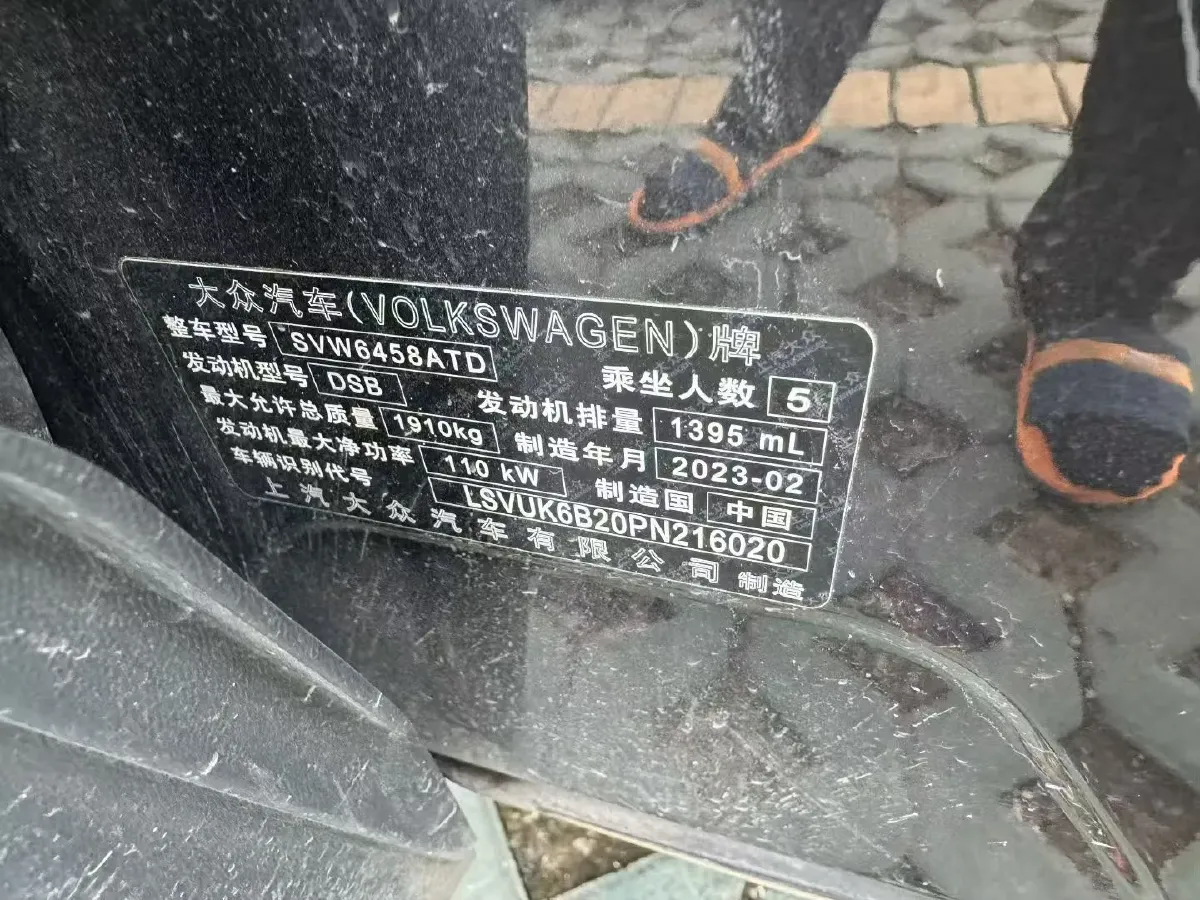 大众汽车(VOLKSWAGEN)牌
整车型号 SVW6458ATD 乘坐人数 5
发动机型号 DSB 发动机排量 1395 mL
最大允许总质量 1910kg 制造年月 2023-02
发动机最大净功率 110 kW 制造国 中国
车辆识别代号 LSVUK6B20PN216020
上汽大众汽车有限公司制造